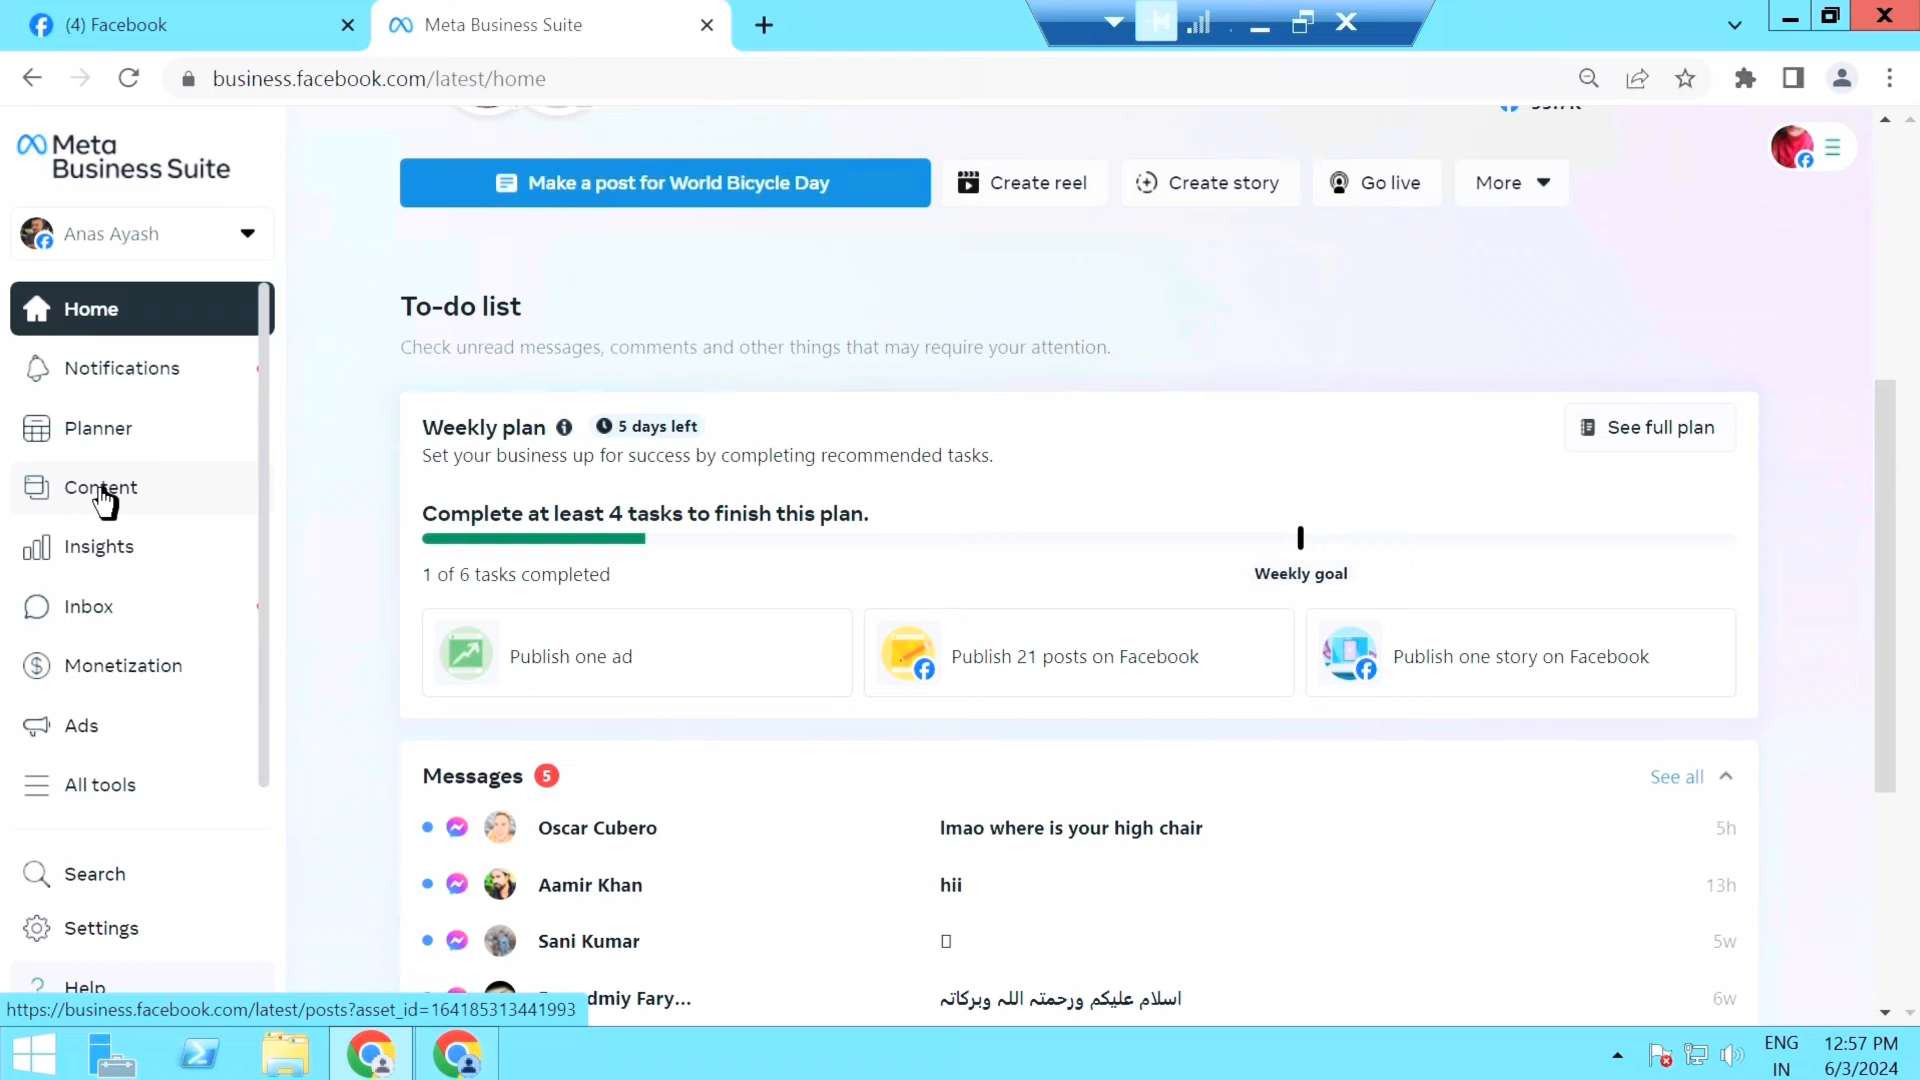 (4) Facebook
Meta Business Suite
business.facebook.com/latest/home
Meta
Business Suite
Anas Ayash
Home
Notifications
Planner
Content
Insights
Inbox
Monetization
Ads
All tools
Search
Settings
Help
https://business.facebook.com/latest/posts?asset_id=164185313441993
Make a post for World Bicycle Day
Create reel
Create story
Go live
More
To-do list
Check unread messages, comments and other things that may require your attention.
Weekly plan
5 days left
See full plan
Set your business up for success by completing recommended tasks.
Complete at least 4 tasks to finish this plan.
1 of 6 tasks completed
Weekly goal
Publish one ad
Publish 21 posts on Facebook
Publish one story on Facebook
Messages 5
See all
Oscar Cubero lmao where is your high chair 5h
Aamir Khan hii 13h
Sani Kumar 5w
dmiy Fary... اسلام عليكم ورحمتہ اللہ وبرکاتہ 6w
ENG
IN
12:57 PM
6/3/2024